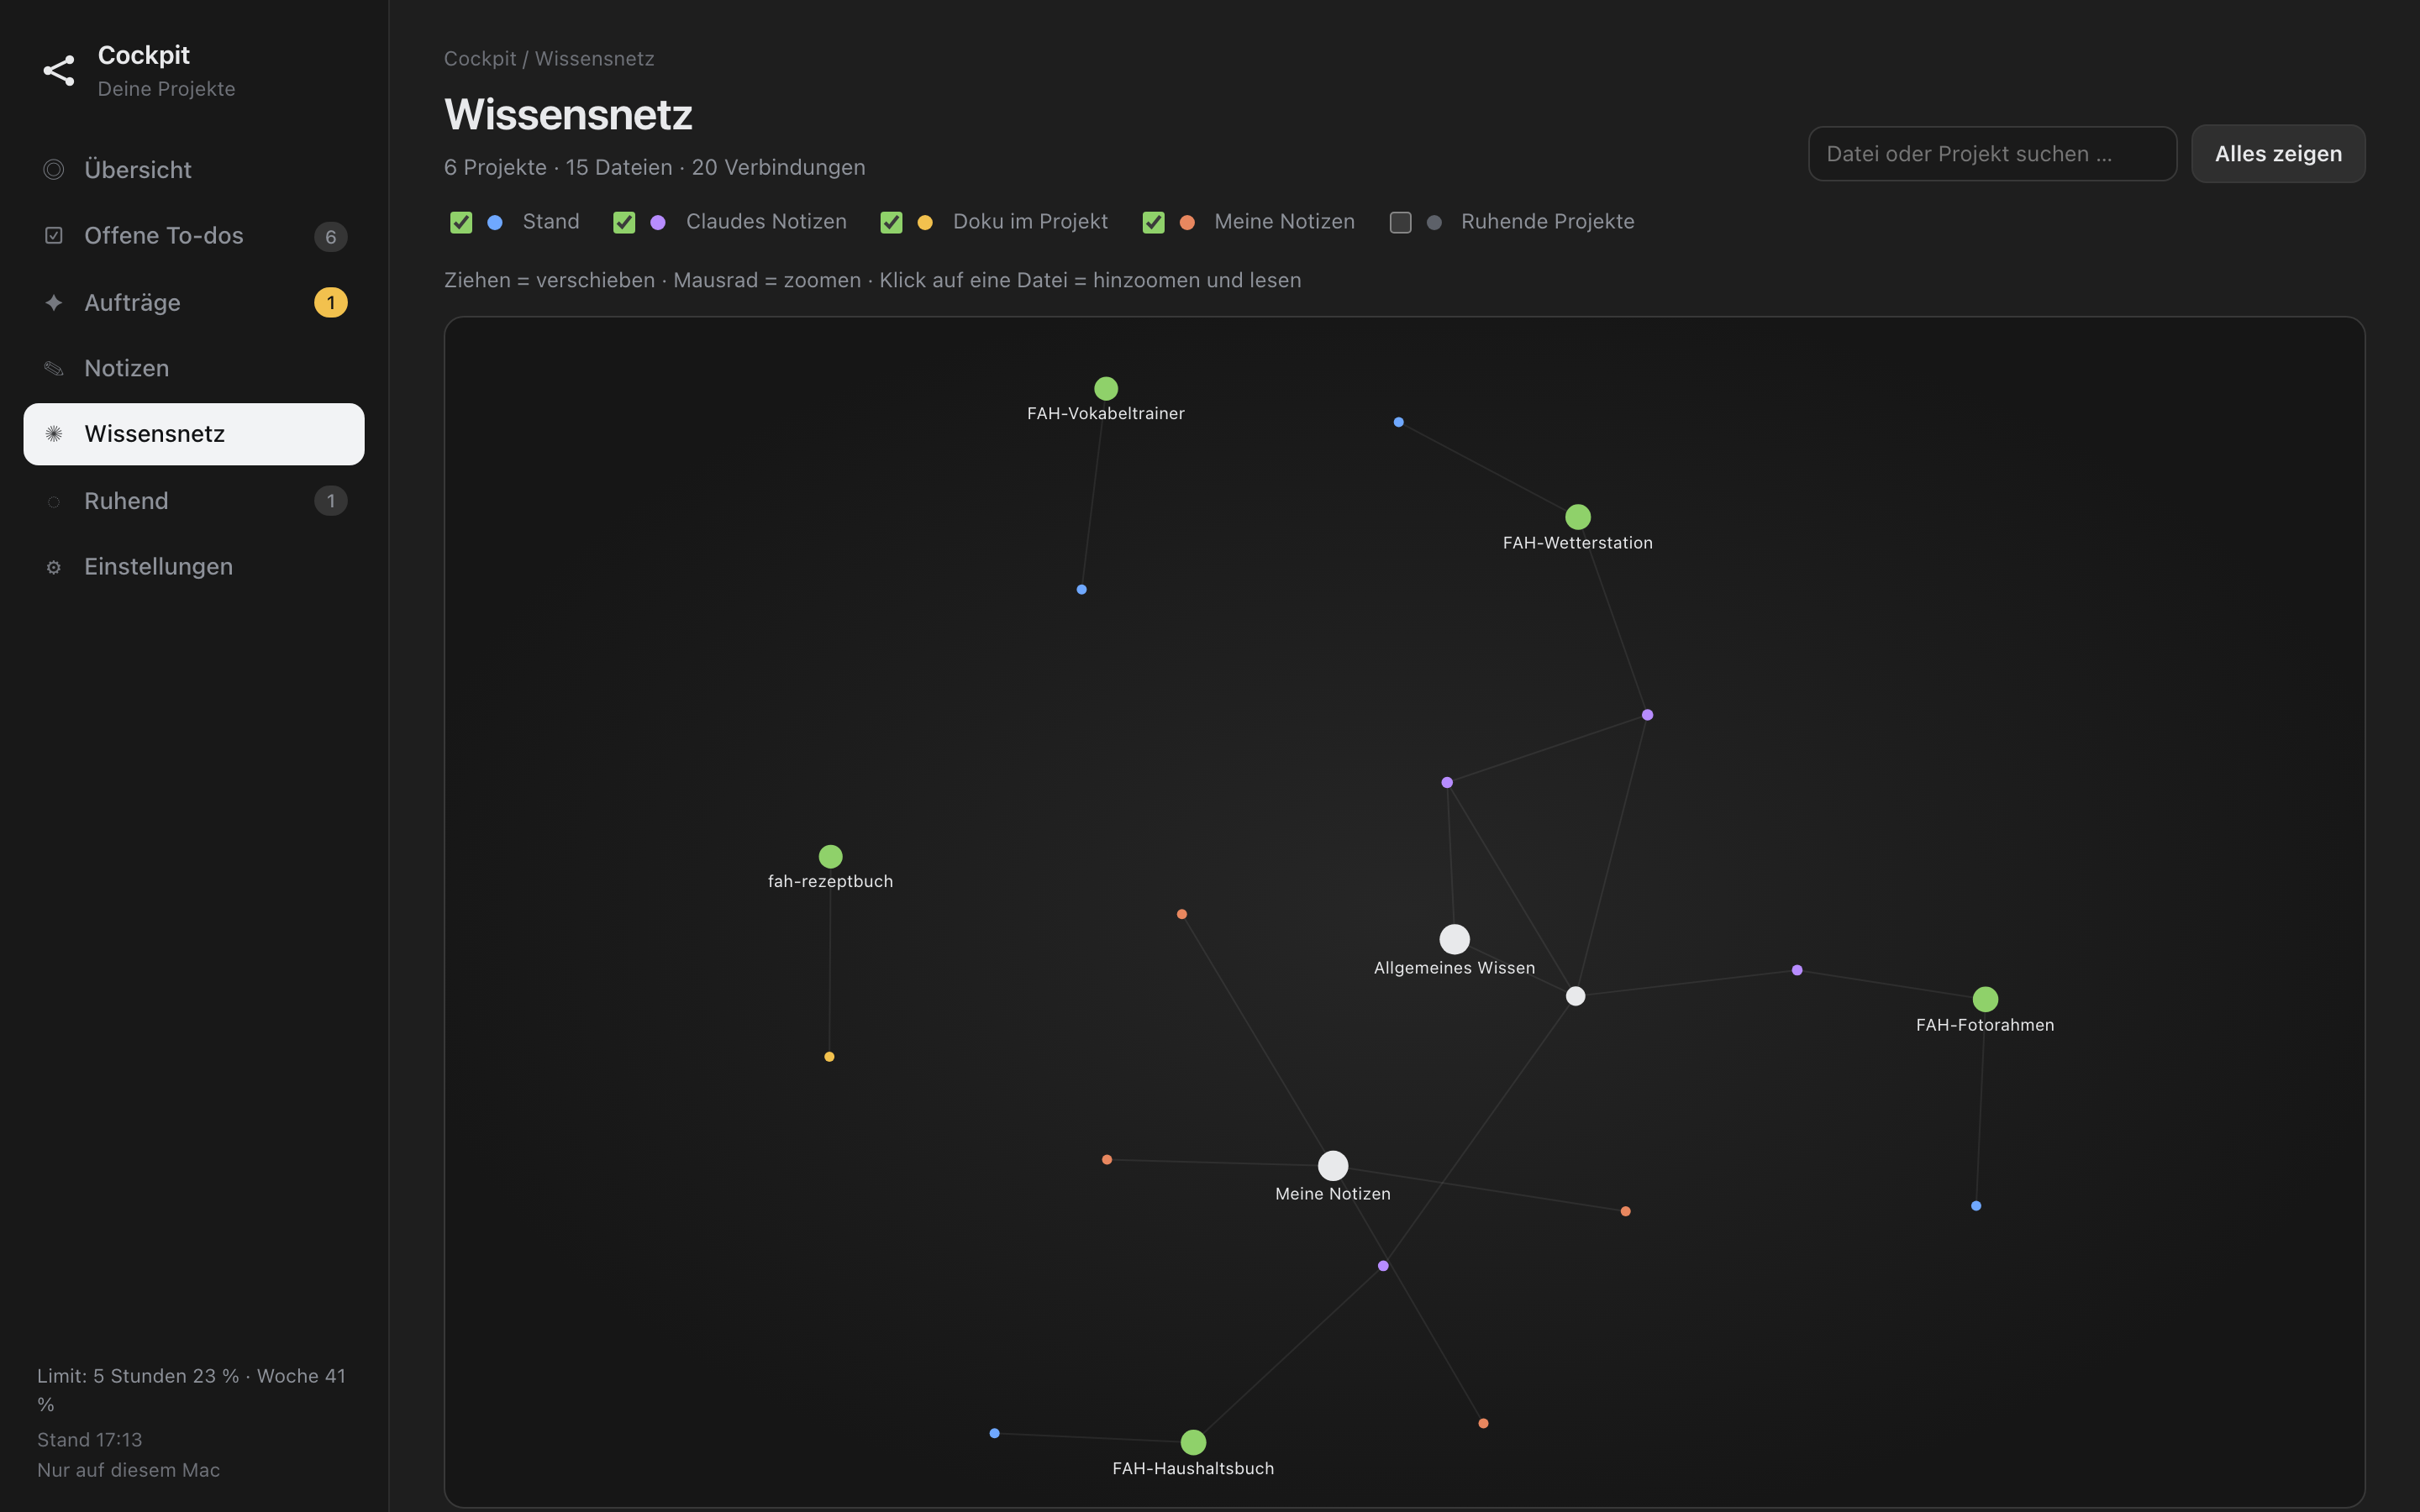 Cockpit
Deine Projekte
Übersicht
Offene To-dos 6
Aufträge 1
Notizen
Wissensnetz
Ruhend 1
Einstellungen
Limit: 5 Stunden 23 % · Woche 41
%
Stand 17:13
Nur auf diesem Mac
Cockpit / Wissensnetz
Wissensnetz
6 Projekte · 15 Dateien · 20 Verbindungen
Datei oder Projekt suchen ...
Alles zeigen
Stand Claudes Notizen Doku im Projekt Meine Notizen Ruhende Projekte
Ziehen = verschieben · Mausrad = zoomen · Klick auf eine Datei = hinzoomen und lesen
FAH-Vokabeltrainer
FAH-Wetterstation
fah-rezeptbuch
Allgemeines Wissen
FAH-Fotorahmen
Meine Notizen
FAH-Haushaltsbuch